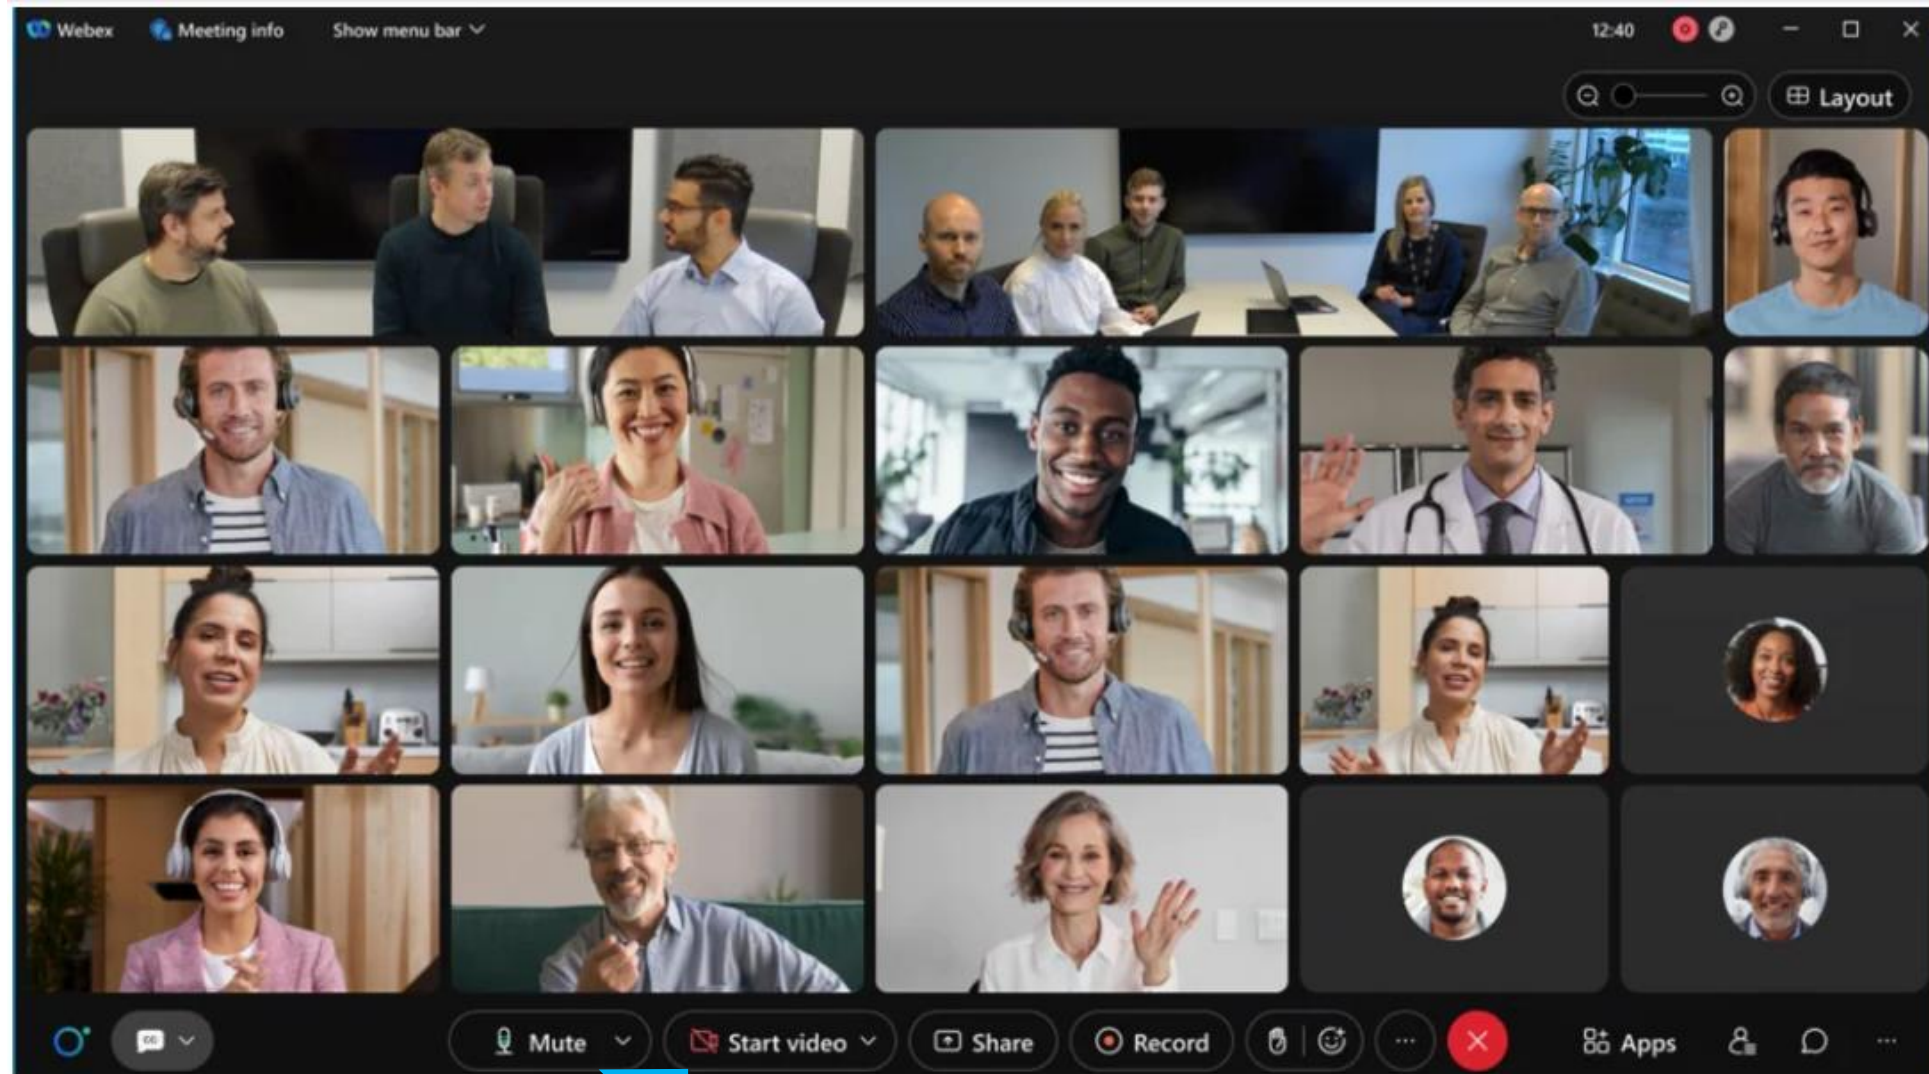 Webex Meeting info Show menu bar 12:40
Layout
Mute Start video Share Record Apps